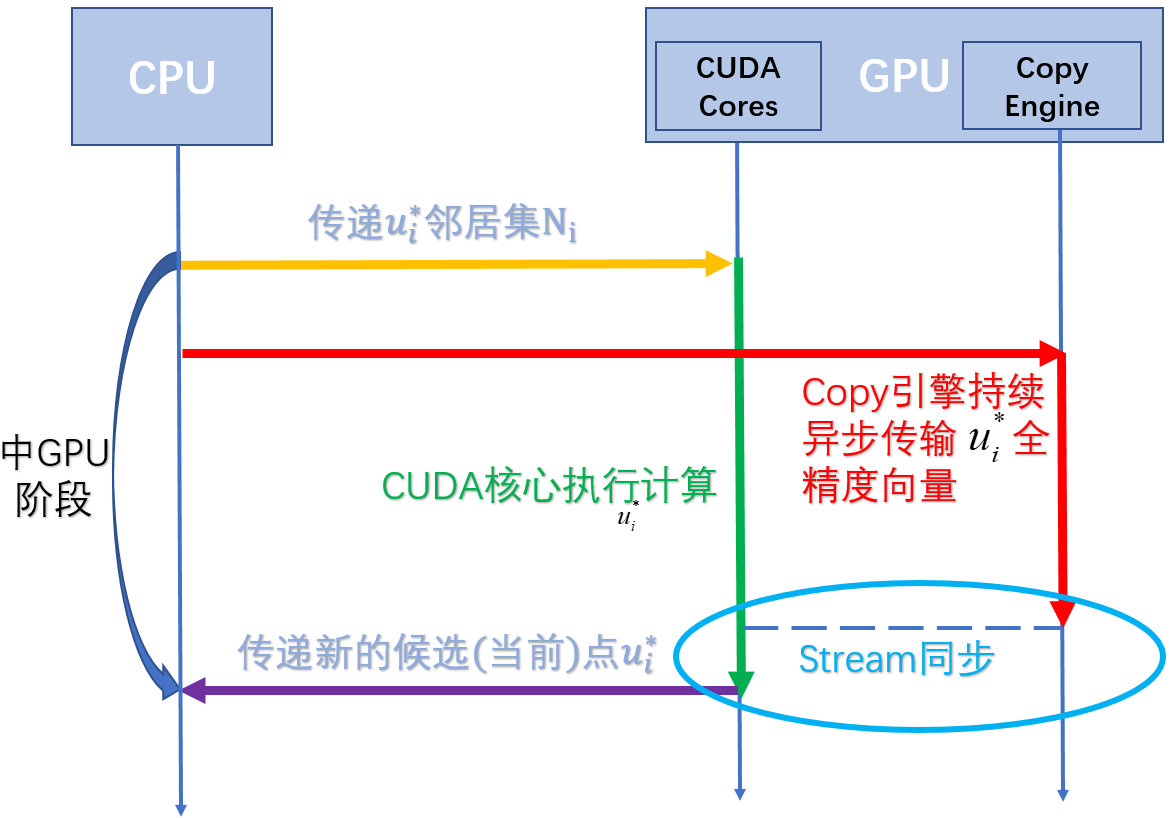 CPU
CUDA
Cores
GPU
Copy
Engine
传递$u_i^*$邻居集N$_i$
Copy引擎持续
异步传输 $u_i^*$ 全
精度向量
中GPU
阶段
CUDA核心执行计算
$u_i^*$
传递新的候选(当前)点$u_i^*$
Stream同步